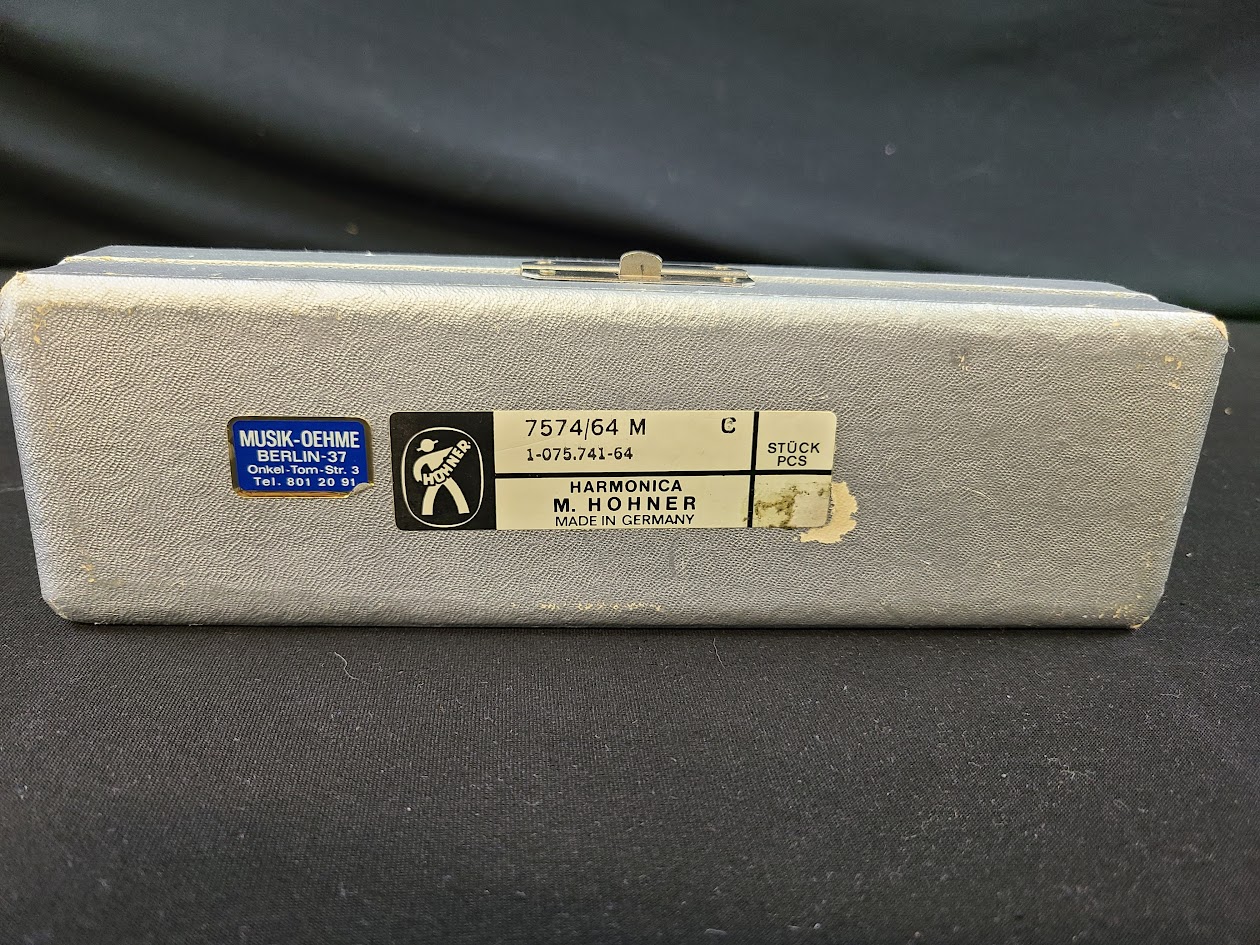 MUSIK-OEHME
BERLIN-37
Onkel-Tom-Str. 3
Tel. 801 20 91
HOHNER
7574/64 M C
1-075.741-64
STÜCK
PCS
HARMONICA
M. HOHNER
MADE IN GERMANY